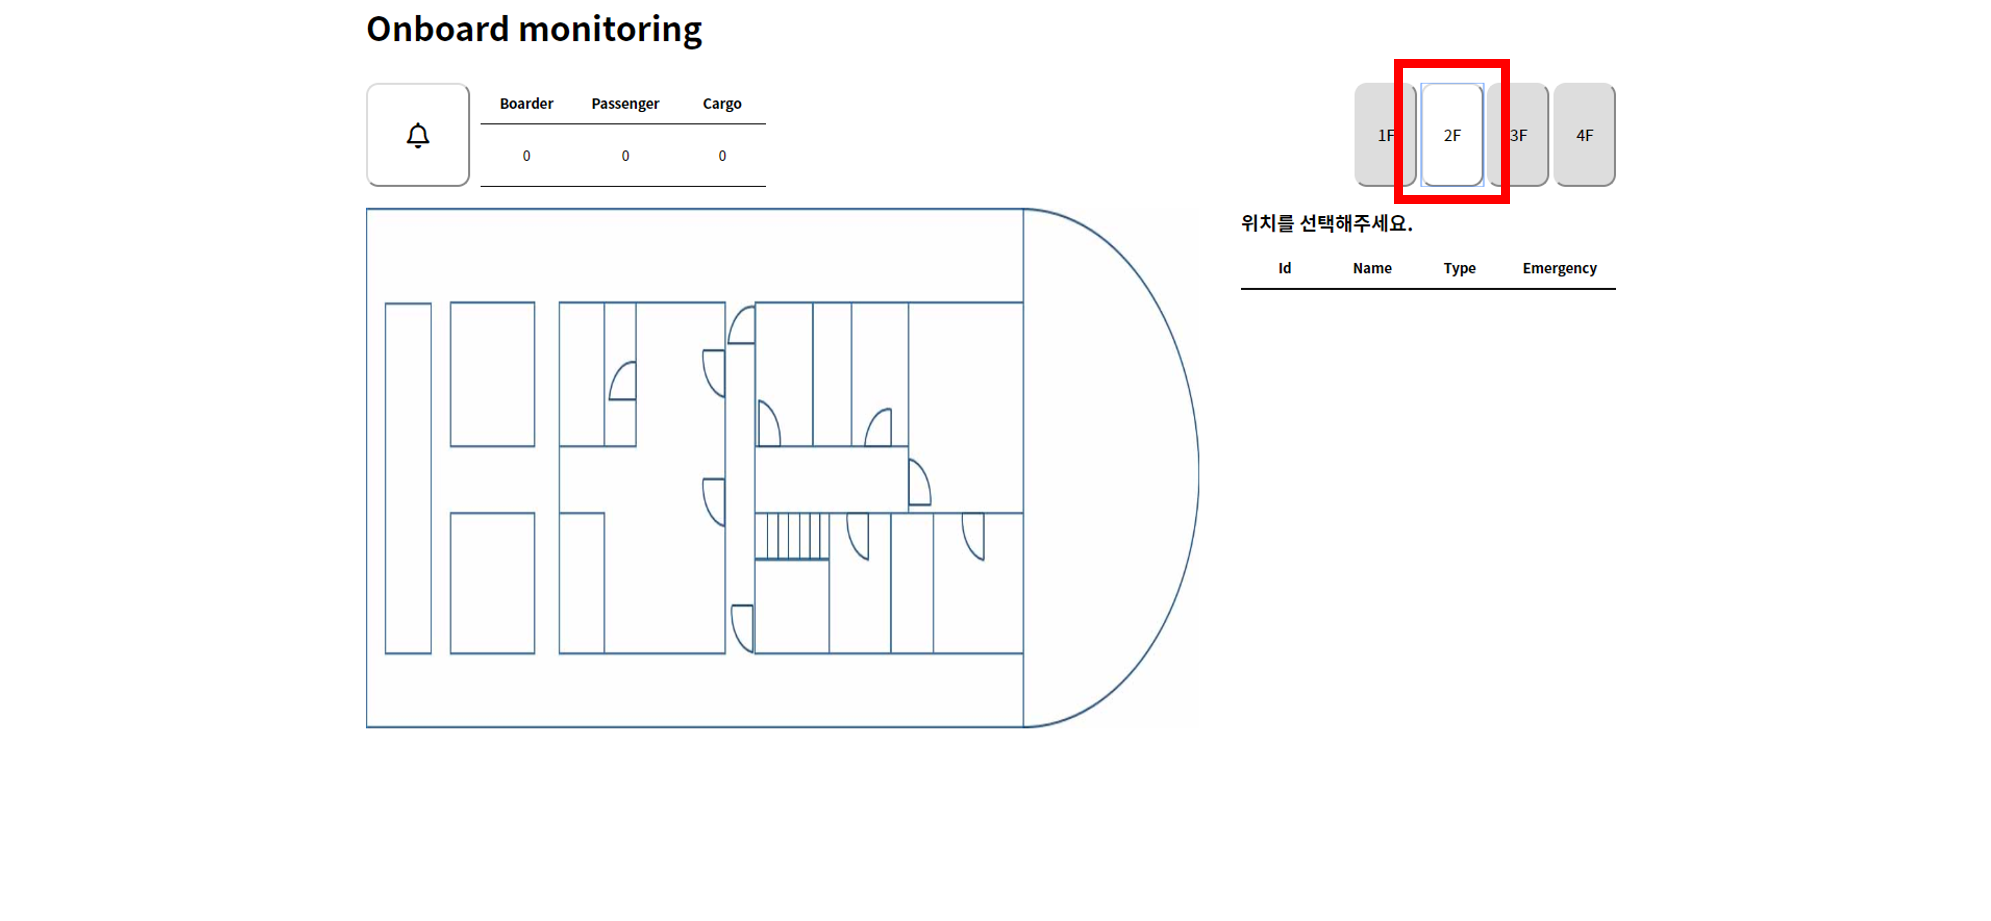 Onboard monitoring
Boarder Passenger Cargo
0 0 0
1F 2F 3F 4F
위치를 선택해주세요.
Id Name Type Emergency